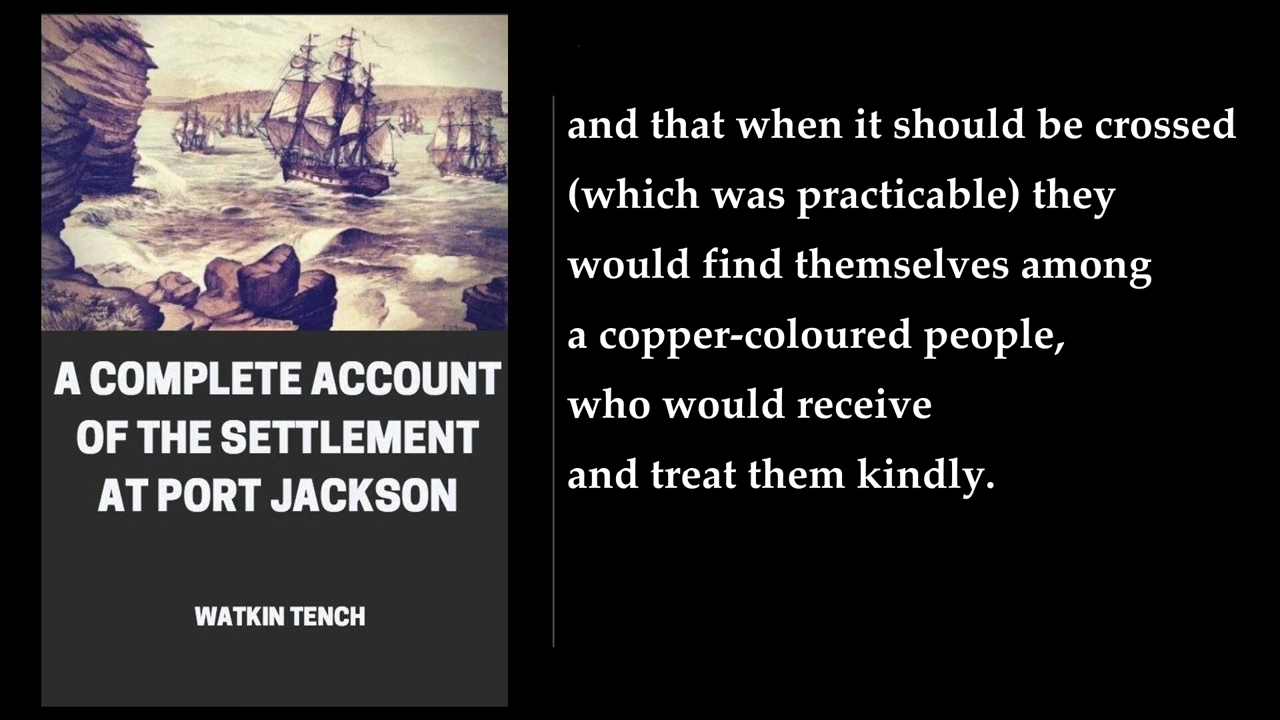 A COMPLETE ACCOUNT
OF THE SETTLEMENT
AT PORT JACKSON
WATKIN TENCH
and that when it should be crossed
(which was practicable) they
would find themselves among
a copper-coloured people,
who would receive
and treat them kindly.